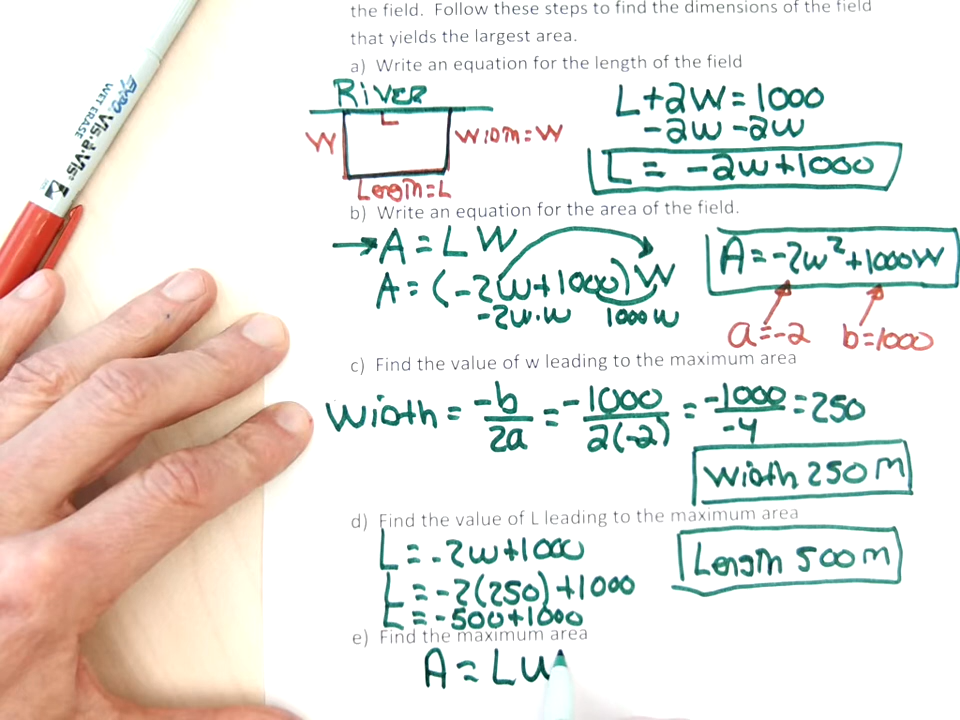 the field. Follow these steps to find the dimensions of the field
that yields the largest area.
a) Write an equation for the length of the field
River
L
W
Width = W
Length = L
L + 2W = 1000
-2W -2W
L = -2W + 1000
b) Write an equation for the area of the field.
→ A = L W
A = (-2W + 1000) W
-2W·W 1000W
A = -2W² + 1000W
a = -2 b = 1000
c) Find the value of w leading to the maximum area
Width = -b/2a = -1000/2(-2) = -1000/-4 = 250
Width 250 M
d) Find the value of L leading to the maximum area
L = -2W + 1000
L = -2(250) + 1000
L = -500 + 1000
Length 500 m
e) Find the maximum area
A = L W
EXPO Vis-à-Vis
WET ERASE